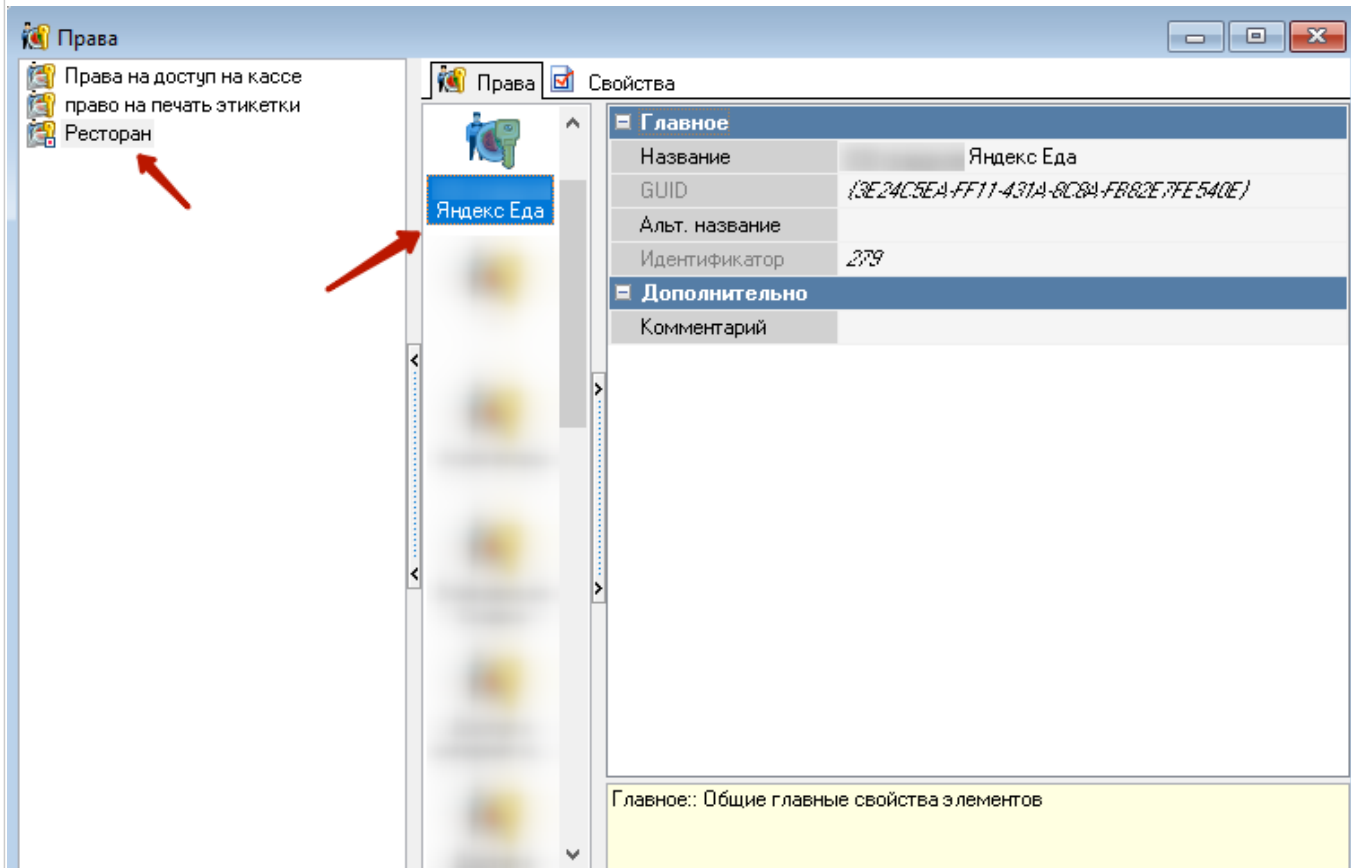 Права
Права на доступ на кассе
право на печать этикетки
Ресторан
Права
Свойства
Яндекс Еда
Главное
Название Яндекс Еда
GUID {3E24C5EA-FF11-431A-8C8A-FB82E7FE540E}
Альт. название
Идентификатор 279
Дополнительно
Комментарий
Главное:: Общие главные свойства элементов